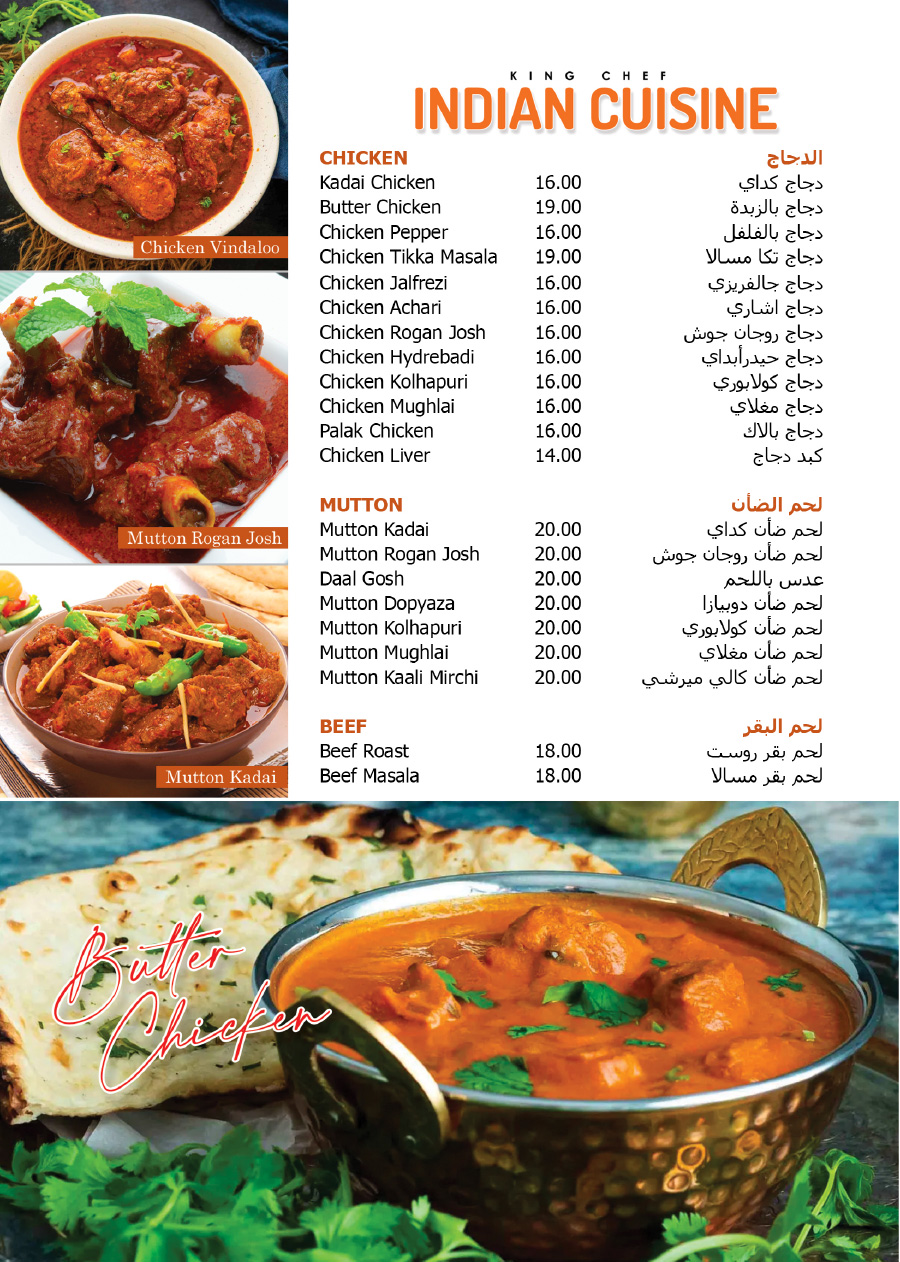 KING CHEF
INDIAN CUISINE
CHICKEN الدجاج
Kadai Chicken 16.00 دجاج كداي
Butter Chicken 19.00 دجاج بالزبدة
Chicken Pepper 16.00 دجاج بالفلفل
Chicken Tikka Masala 19.00 دجاج تكا مسالا
Chicken Jalfrezi 16.00 دجاج جالفريزي
Chicken Achari 16.00 دجاج اشاري
Chicken Rogan Josh 16.00 دجاج روجان جوش
Chicken Hydrebadi 16.00 دجاج حيدرأبداي
Chicken Kolhapuri 16.00 دجاج كولابوري
Chicken Mughlai 16.00 دجاج مغلاي
Palak Chicken 16.00 دجاج بالاك
Chicken Liver 14.00 كبد دجاج
MUTTON لحم الضأن
Mutton Kadai 20.00 لحم ضأن كداي
Mutton Rogan Josh 20.00 لحم ضأن روجان جوش
Daal Gosh 20.00 عدس باللحم
Mutton Dopyaza 20.00 لحم ضأن دوبيازا
Mutton Kolhapuri 20.00 لحم ضأن كولابوري
Mutton Mughlai 20.00 لحم ضأن مغلاي
Mutton Kaali Mirchi 20.00 لحم ضأن كالي ميرشي
BEEF لحم البقر
Beef Roast 18.00 لحم بقر روست
Beef Masala 18.00 لحم بقر مسالا
Chicken Vindaloo
Mutton Rogan Josh
Mutton Kadai
Butter
Chicken